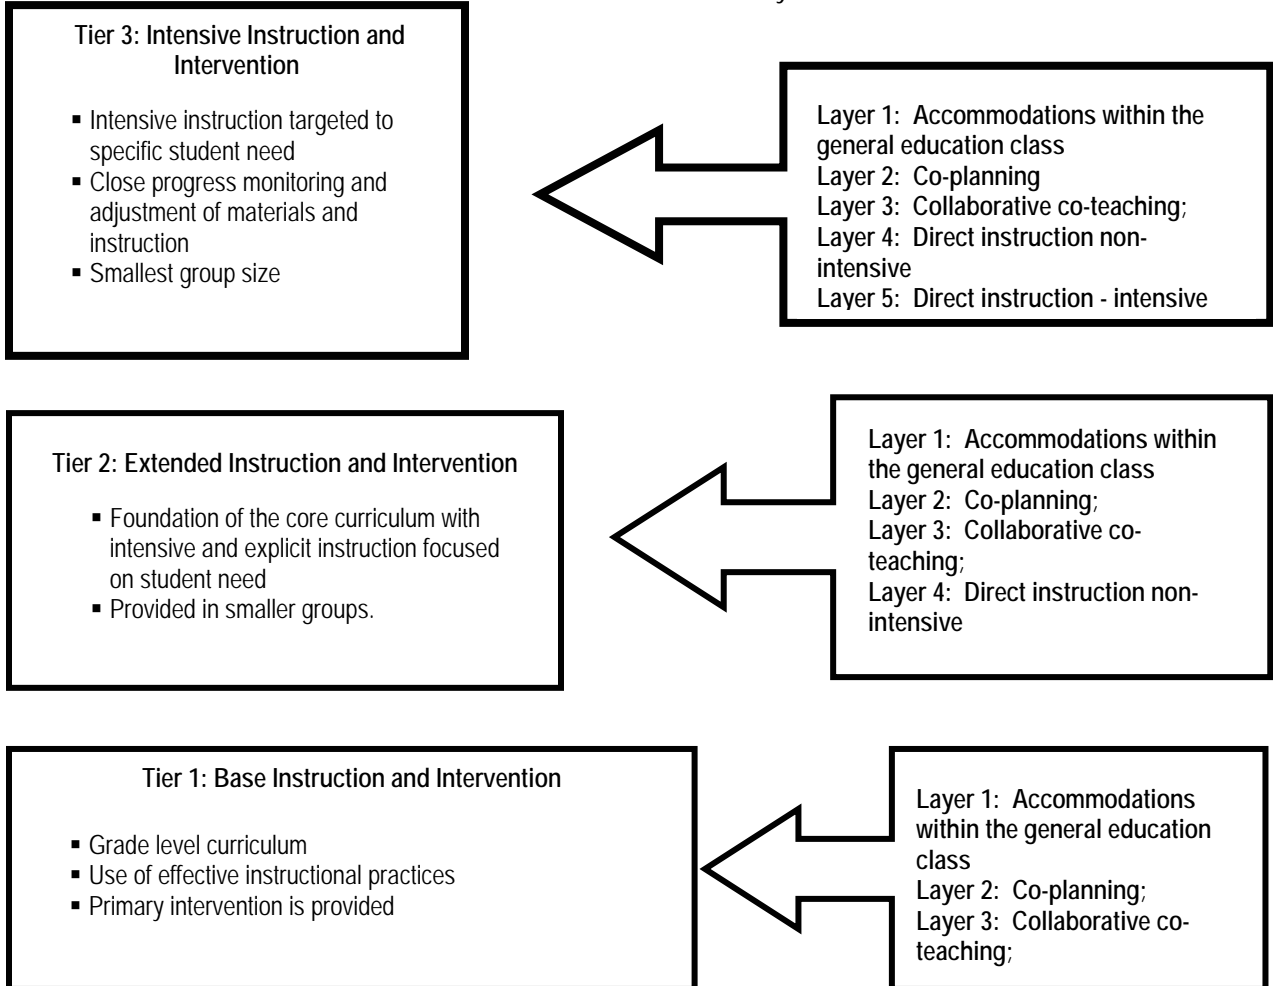 Tier 3: Intensive Instruction and
Intervention
▪ Intensive instruction targeted to
specific student need
▪ Close progress monitoring and
adjustment of materials and
instruction
▪ Smallest group size
Layer 1:  Accommodations within the
general education class
Layer 2:  Co-planning
Layer 3:  Collaborative co-teaching;
Layer 4:  Direct instruction non-
intensive
Layer 5:  Direct instruction - intensive
Tier 2: Extended Instruction and Intervention
▪ Foundation of the core curriculum with
intensive and explicit instruction focused
on student need
▪ Provided in smaller groups.
Layer 1:  Accommodations within
the general education class
Layer 2:  Co-planning;
Layer 3:  Collaborative co-
teaching;
Layer 4:  Direct instruction non-
intensive
Tier 1: Base Instruction and Intervention
▪ Grade level curriculum
▪ Use of effective instructional practices
▪ Primary intervention is provided
Layer 1:  Accommodations
within the general education
class
Layer 2:  Co-planning;
Layer 3:  Collaborative co-
teaching;